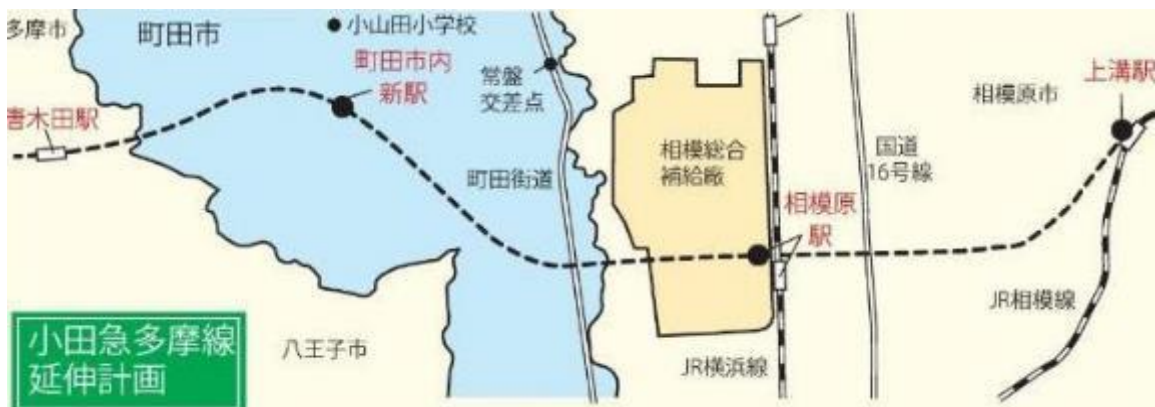 多摩市
町田市
小山田小学校
町田市内
新駅
常盤
交差点
上溝駅
相模原市
唐木田駅
相模総合
補給廠
国道
16号線
町田街道
相模原
駅
JR相模線
小田急多摩線
延伸計画
八王子市
JR横浜線